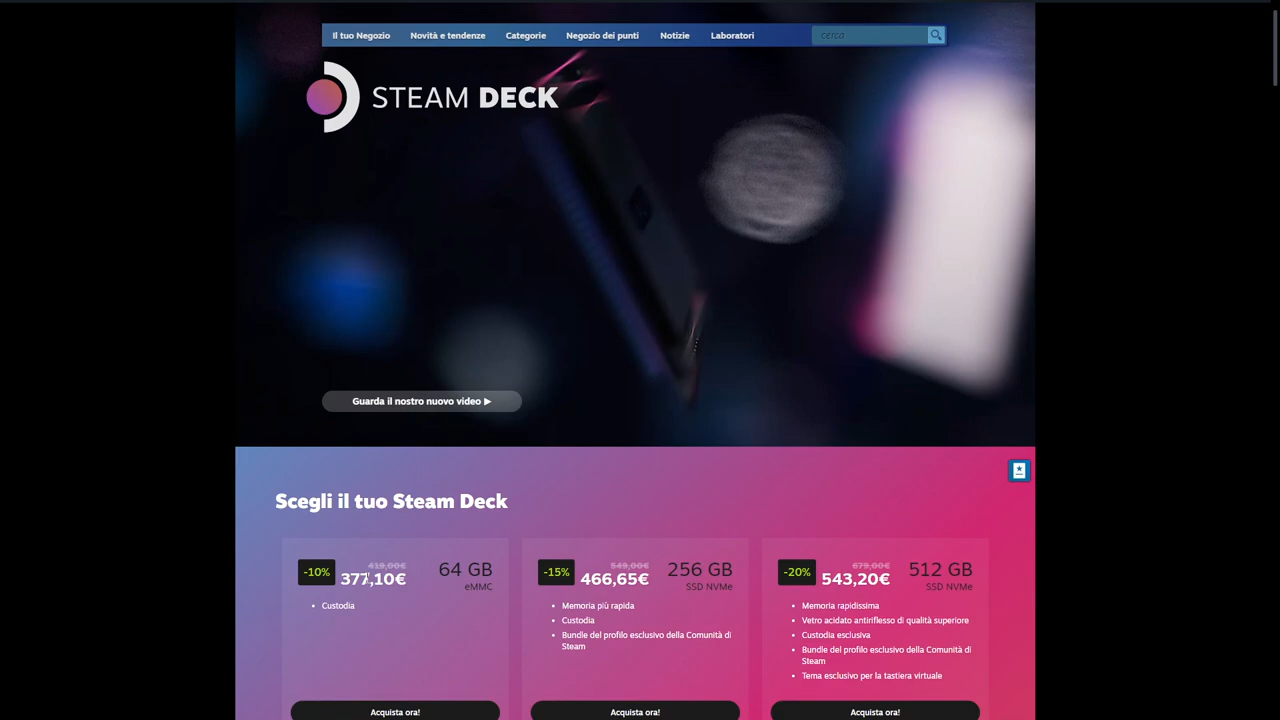 Il tuo Negozio Novità e tendenze Categorie Negozio dei punti Notizie Laboratori cerca
STEAM DECK
Guarda il nostro nuovo video ▶
Scegli il tuo Steam Deck
-10% 419,00€ 377,10€ 64 GB eMMC
• Custodia
Acquista ora!
-15% 549,00€ 466,65€ 256 GB SSD NVMe
• Memoria più rapida
• Custodia
• Bundle del profilo esclusivo della Comunità di
Steam
Acquista ora!
-20% 679,00€ 543,20€ 512 GB SSD NVMe
• Memoria rapidissima
• Vetro acidato antiriflesso di qualità superiore
• Custodia esclusiva
• Bundle del profilo esclusivo della Comunità di
Steam
• Tema esclusivo per la tastiera virtuale
Acquista ora!